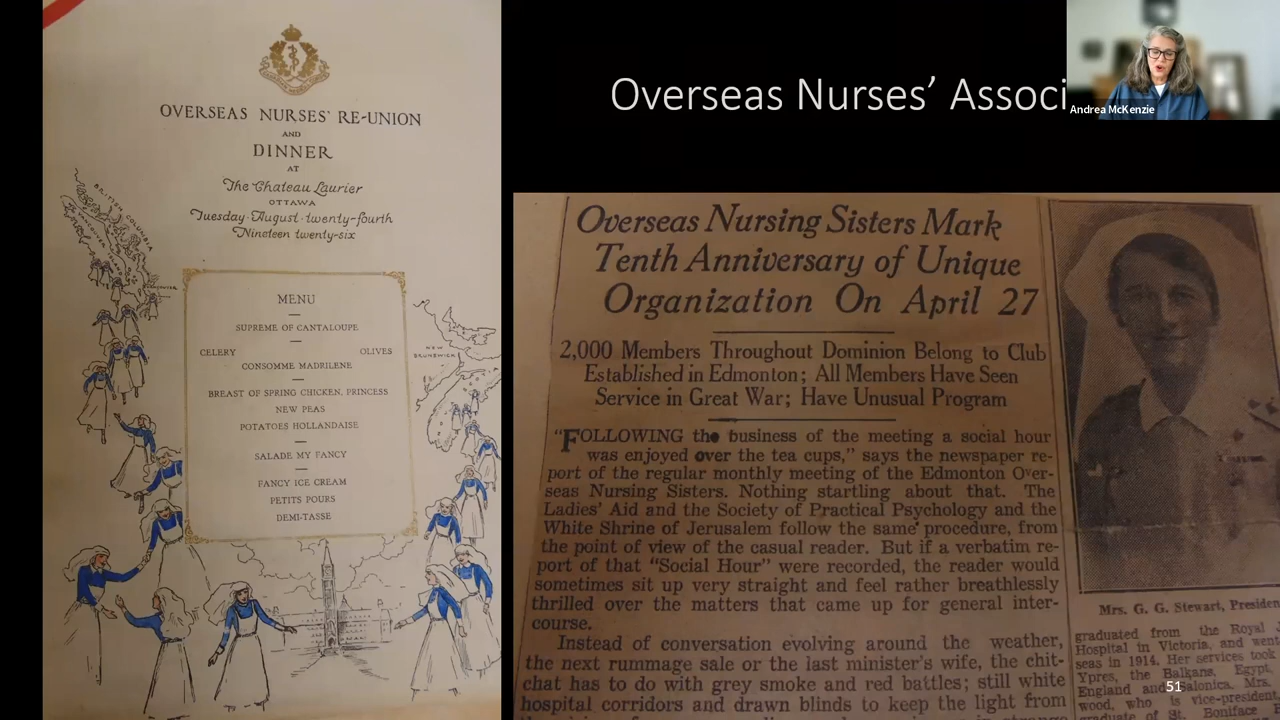 OVERSEAS NURSES' RE-UNION
AND
DINNER
AT
The Chateau Laurier
OTTAWA
Tuesday · August · twenty-fourth
Nineteen twenty-six
BRITISH COLUMBIA
VANCOUVER
MENU
SUPREME OF CANTALOUPE
CELERY OLIVES
CONSOMME MADRILENE
BREAST OF SPRING CHICKEN, PRINCESS
NEW PEAS
POTATOES HOLLANDAISE
SALADE MY FANCY
FANCY ICE CREAM
PETITS POURS
DEMI-TASSE
NEW
BRUNSWICK
Overseas Nurses' Associ
Andrea McKenzie
Overseas Nursing Sisters Mark
Tenth Anniversary of Unique
Organization On April 27
2,000 Members Throughout Dominion Belong to Club
Established in Edmonton; All Members Have Seen
Service in Great War; Have Unusual Program
"FOLLOWING the business of the meeting a social hour
was enjoyed over the tea cups," says the newspaper re-
port of the regular monthly meeting of the Edmonton Over-
seas Nursing Sisters. Nothing startling about that. The
Ladies' Aid and the Society of Practical Psychology and the
White Shrine of Jerusalem follow the same procedure, from
the point of view of the casual reader. But if a verbatim re-
port of that "Social Hour" were recorded, the reader would
sometimes sit up very straight and feel rather breathlessly
thrilled over the matters that came up for general inter-
course.
Instead of conversation evolving around the weather,
the next rummage sale or the last minister's wife, the chit-
chat has to do with grey smoke and red battles; still white
hospital corridors and drawn blinds to keep the light from
Mrs. G. G. Stewart, Presiden
graduated from the Royal J
Hospital in Victoria, and went
seas in 1914. Her services took
Ypres, the Balkans, Egypt,
England and Salonica. Mrs.
wood, who is vice-president,
graduate of St. Boniface
51